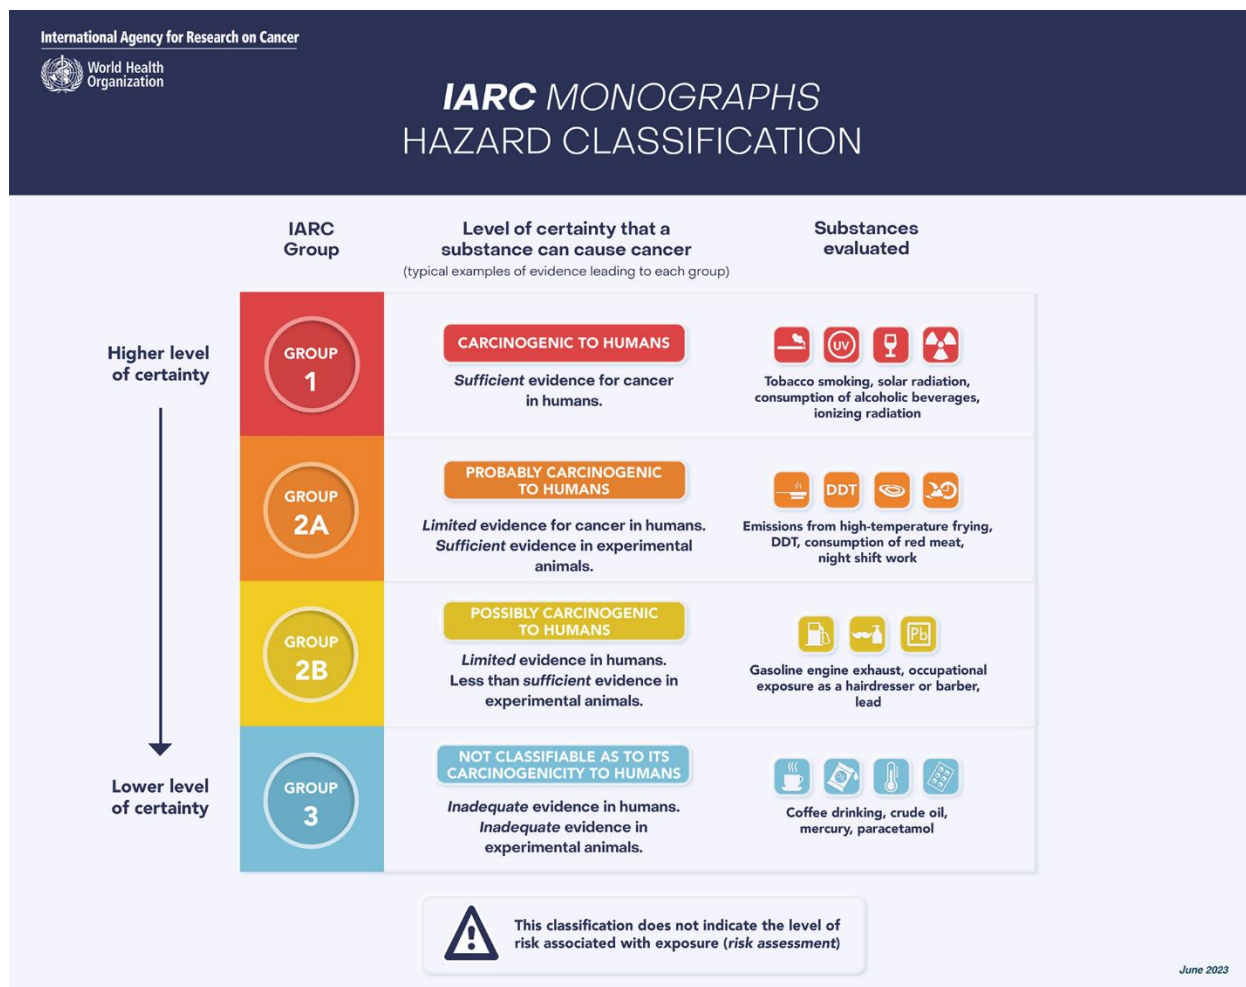 International Agency for Research on Cancer
World Health
Organization
IARC MONOGRAPHS
HAZARD CLASSIFICATION
IARC
Group
Level of certainty that a
substance can cause cancer
(typical examples of evidence leading to each group)
Substances
evaluated
Higher level
of certainty
GROUP
1
CARCINOGENIC TO HUMANS
Sufficient evidence for cancer
in humans.
UV
Tobacco smoking, solar radiation,
consumption of alcoholic beverages,
ionizing radiation
GROUP
2A
PROBABLY CARCINOGENIC
TO HUMANS
Limited evidence for cancer in humans.
Sufficient evidence in experimental
animals.
DDT
Emissions from high-temperature frying,
DDT, consumption of red meat,
night shift work
GROUP
2B
POSSIBLY CARCINOGENIC
TO HUMANS
Limited evidence in humans.
Less than sufficient evidence in
experimental animals.
Pb
Gasoline engine exhaust, occupational
exposure as a hairdresser or barber,
lead
Lower level
of certainty
GROUP
3
NOT CLASSIFIABLE AS TO ITS
CARCINOGENICITY TO HUMANS
Inadequate evidence in humans.
Inadequate evidence in
experimental animals.
Coffee drinking, crude oil,
mercury, paracetamol
This classification does not indicate the level of
risk associated with exposure (risk assessment)
June 2023